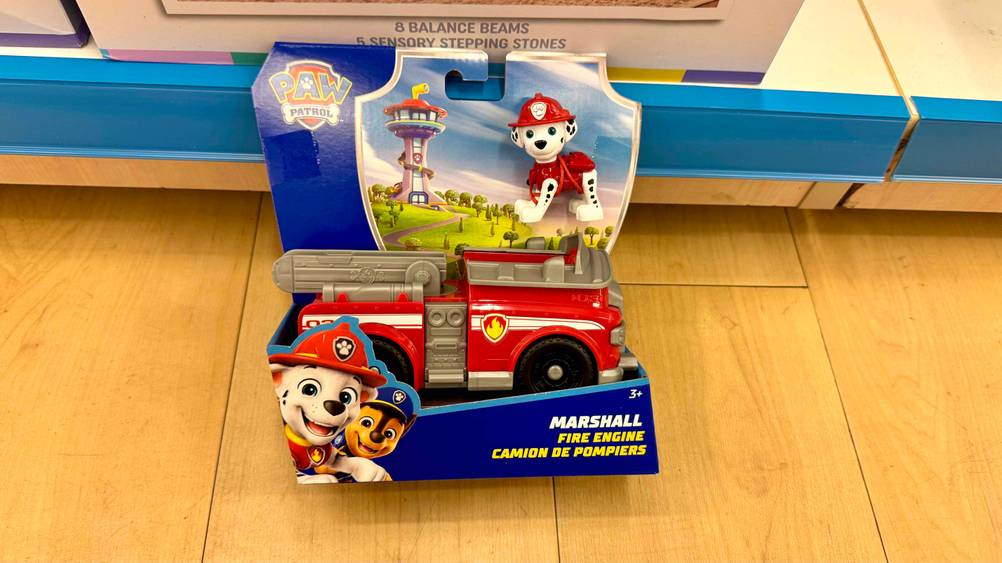 8 BALANCE BEAMS
5 SENSORY STEPPING STONES
PAW
PATROL
3+
MARSHALL
FIRE ENGINE
CAMION DE POMPIERS